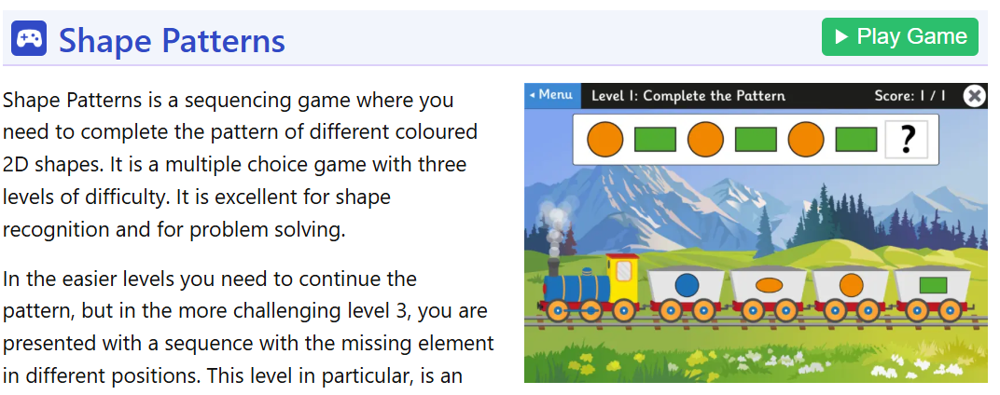 Shape Patterns
Play Game
Shape Patterns is a sequencing game where you
need to complete the pattern of different coloured
2D shapes. It is a multiple choice game with three
levels of difficulty. It is excellent for shape
recognition and for problem solving.
In the easier levels you need to continue the
pattern, but in the more challenging level 3, you are
presented with a sequence with the missing element
in different positions. This level in particular, is an
Menu Level 1: Complete the Pattern Score: 1 / 1
?